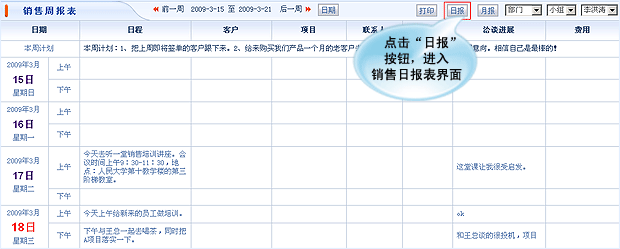 销售周报表
前一周 2009-3-15 至 2009-3-21 后一周 日期 打印 日报 月报 部门 小组 李洪涛
日期 日程 客户 项目 联系人 洽谈进展 费用
点击“日报”
按钮，进入
销售日报表界面
本周计划 本周计划：1、把上周即将签单的客户跟下来。2、给来购买我们产品一个月的老客户 意向。相信自己是最棒的！
2009年3月
15日
星期日
上午
下午
2009年3月
16日
星期一
上午
下午
2009年3月
17日
星期二
上午
今天去听一堂销售培训讲座。会
议时间上午9：30-11：30，地
点：人民大学第十教学楼的第三
阶梯教室。
这堂课让我很受启发。
下午
2009年3月
18日
星期三
上午 今天上午给新来的员工做培训。 ok
下午
下午与王总一起去喝茶，同时把
A项目落实一下。
和王总谈的很投机，项目